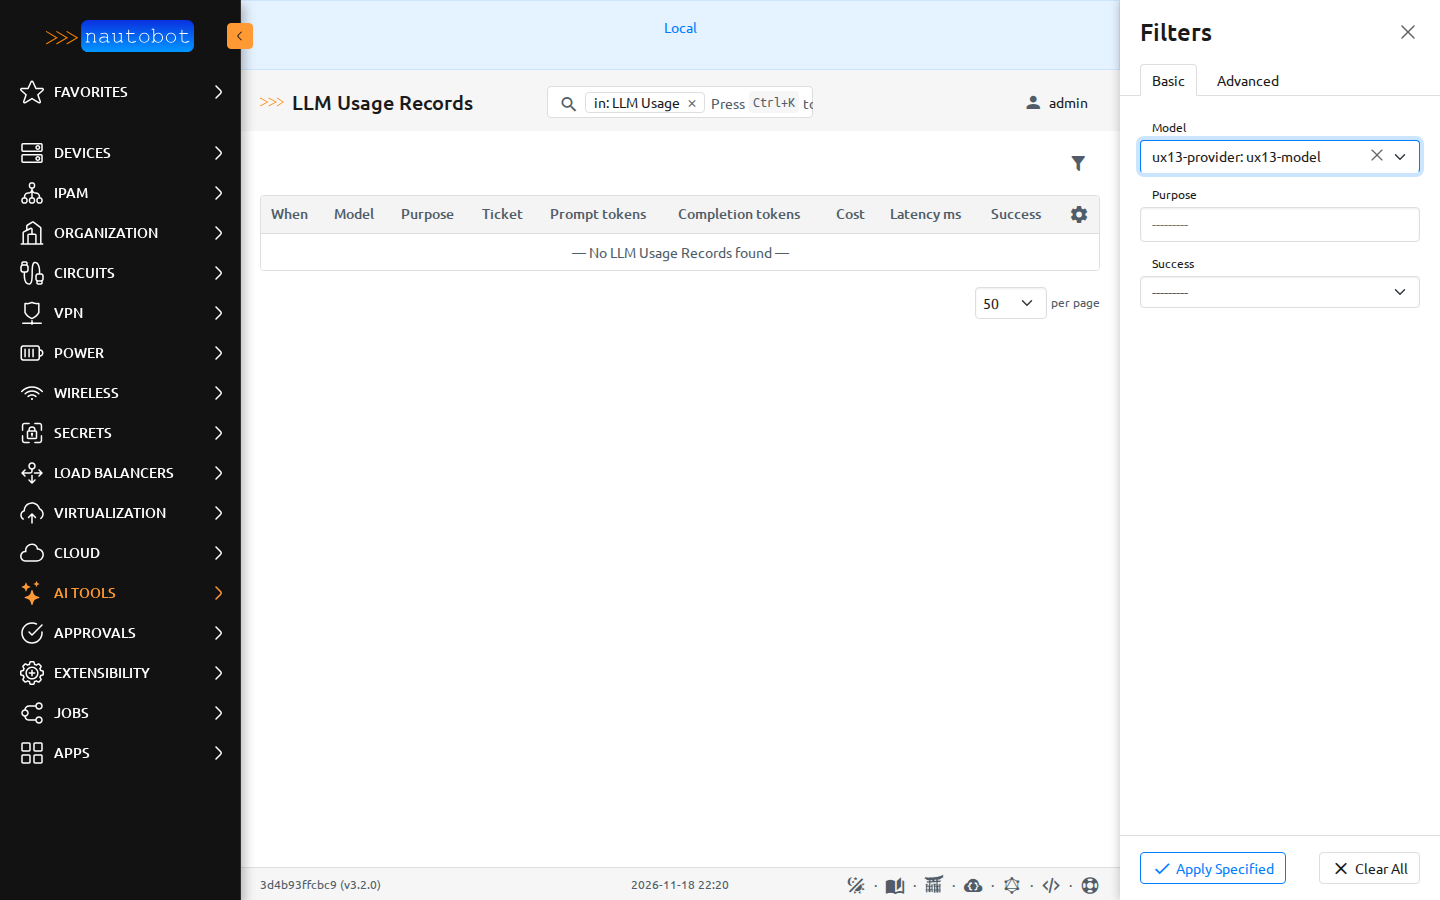 nautobot
FAVORITES
DEVICES
IPAM
ORGANIZATION
CIRCUITS
VPN
POWER
WIRELESS
SECRETS
LOAD BALANCERS
VIRTUALIZATION
CLOUD
AI TOOLS
APPROVALS
EXTENSIBILITY
JOBS
APPS
Local
LLM Usage Records
in: LLM Usage × Press Ctrl+K to
admin
When Model Purpose Ticket Prompt tokens Completion tokens Cost Latency ms Success
— No LLM Usage Records found —
50 per page
3d4b93ffcbc9 (v3.2.0)
2026-11-18 22:20
Filters
Basic Advanced
Model
ux13-provider: ux13-model
Purpose
---------
Success
---------
Apply Specified
Clear All